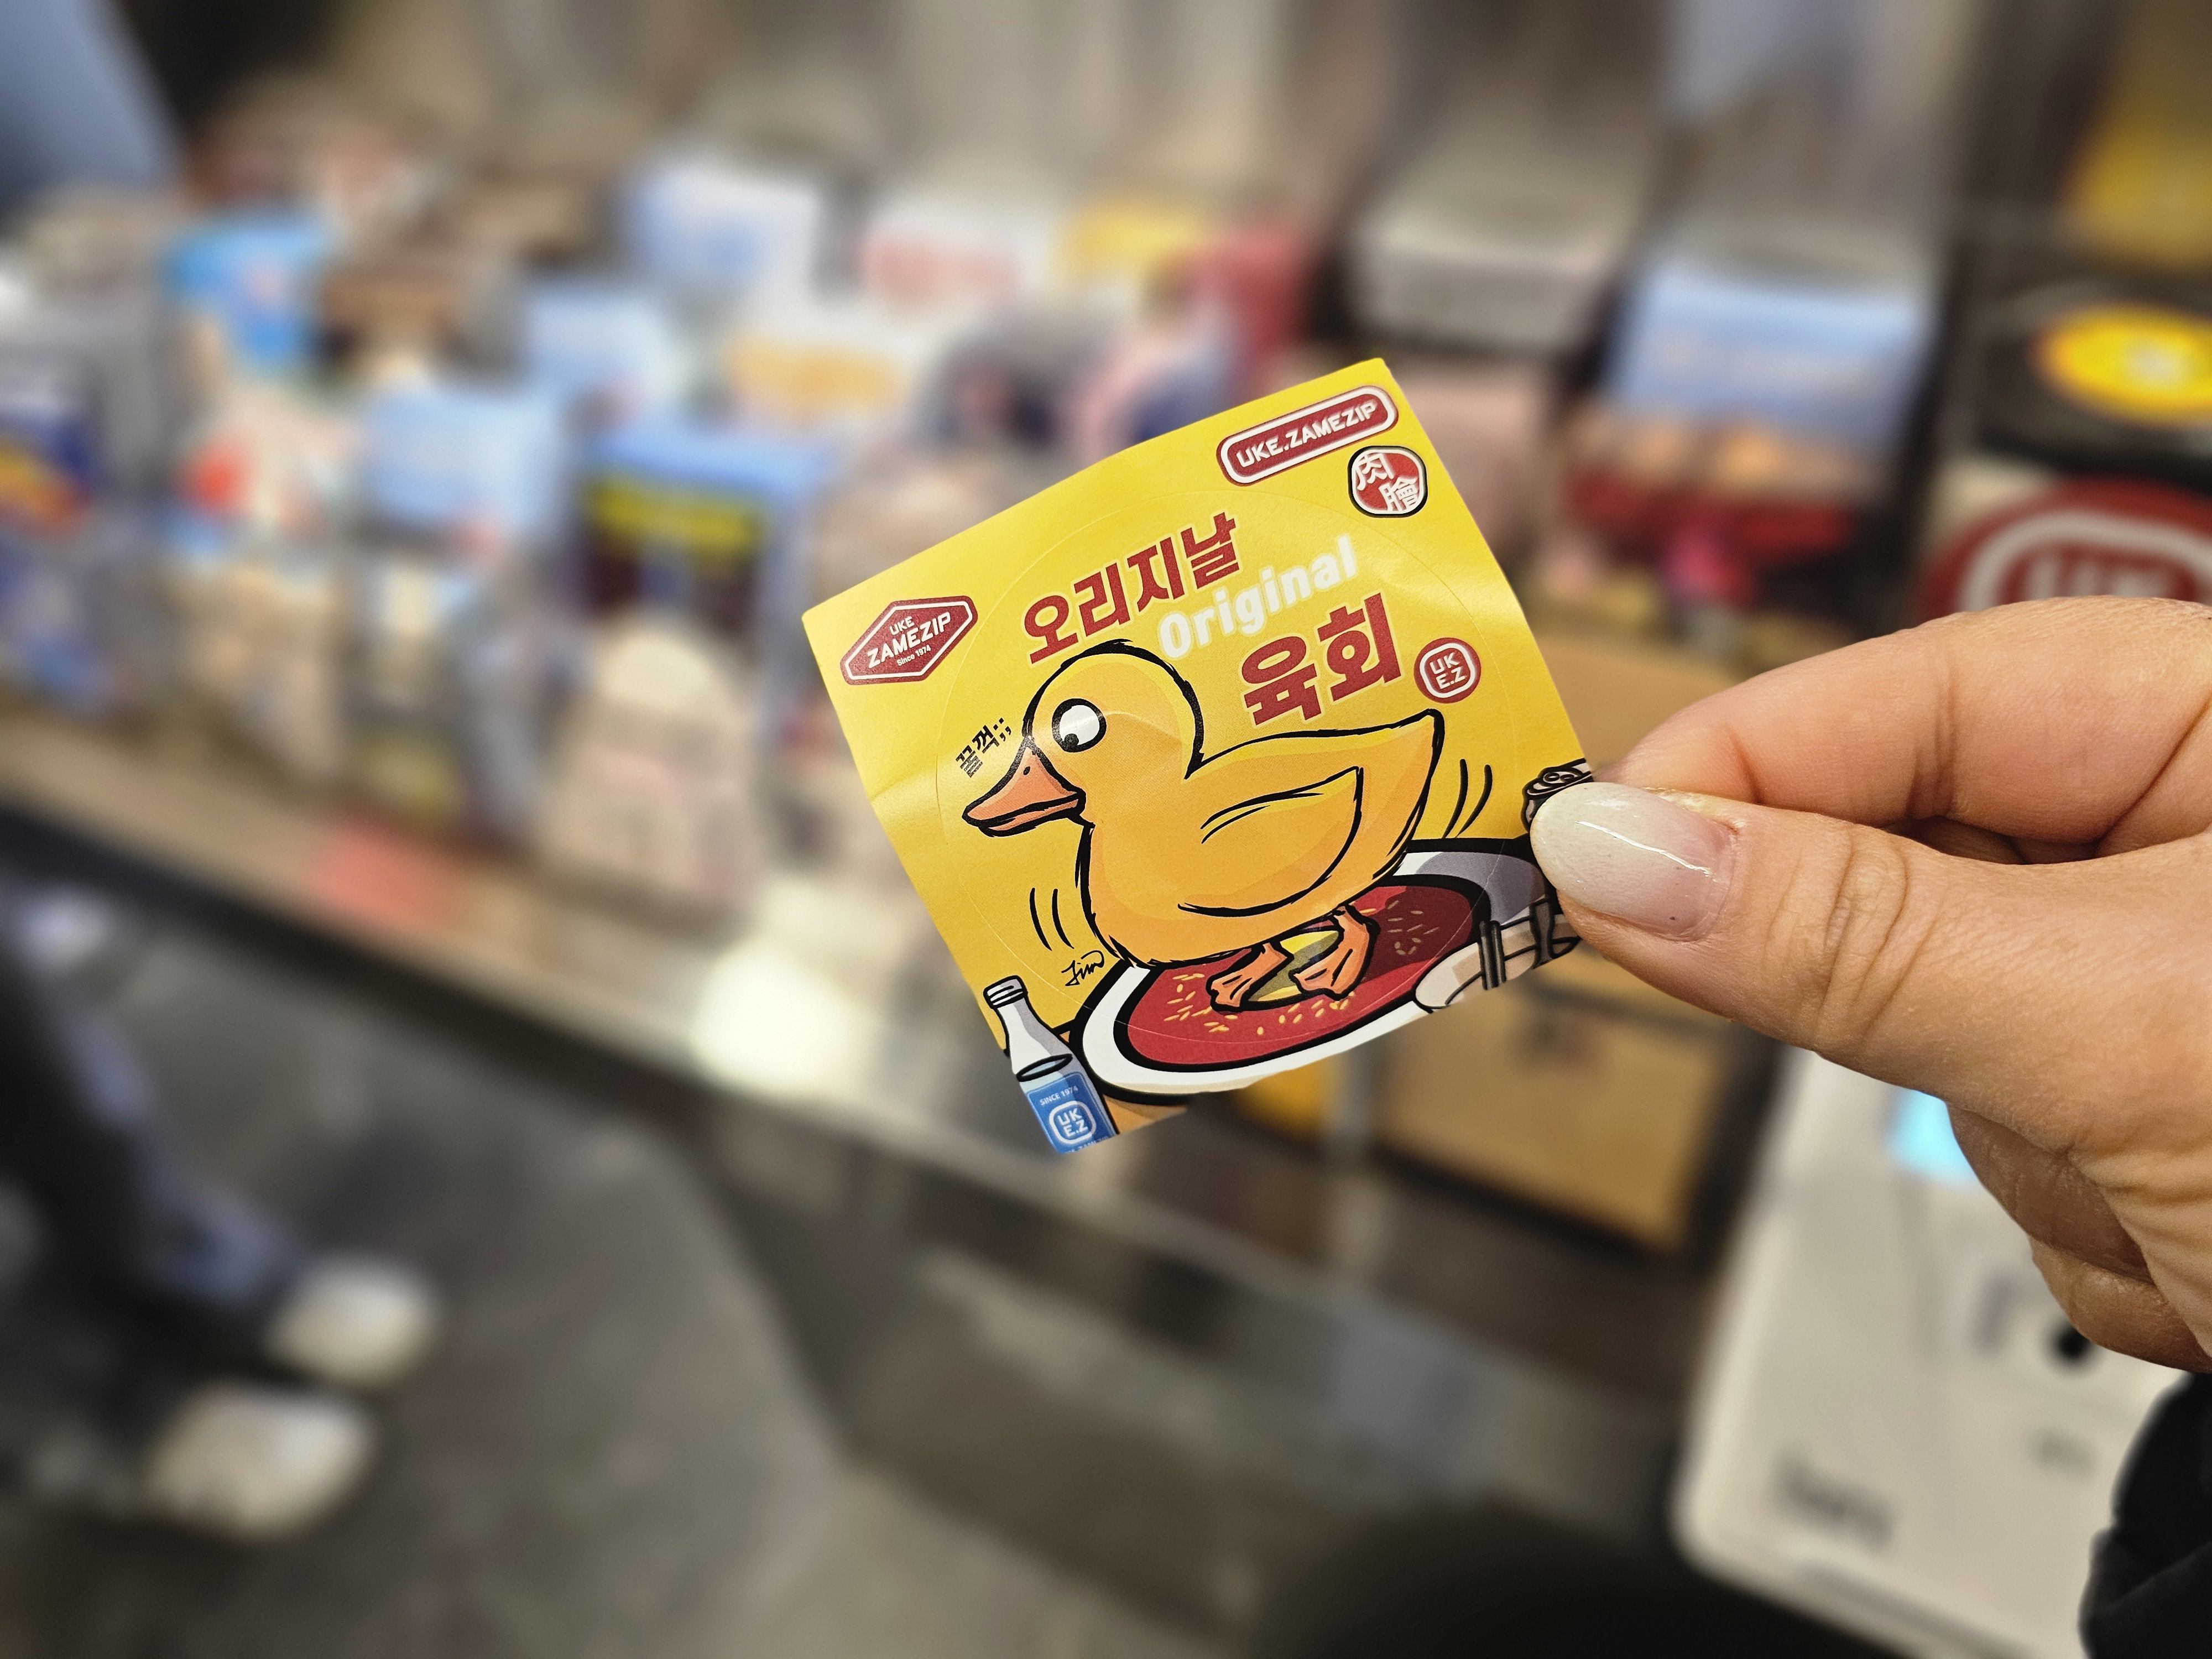 UKE.ZAMEZIP
肉膾
오리지날
Original
육회
UKE
ZAMEZIP
Since 1974
UK
E.Z
꿀꺽;;
SINCE 1974
UK
E.Z